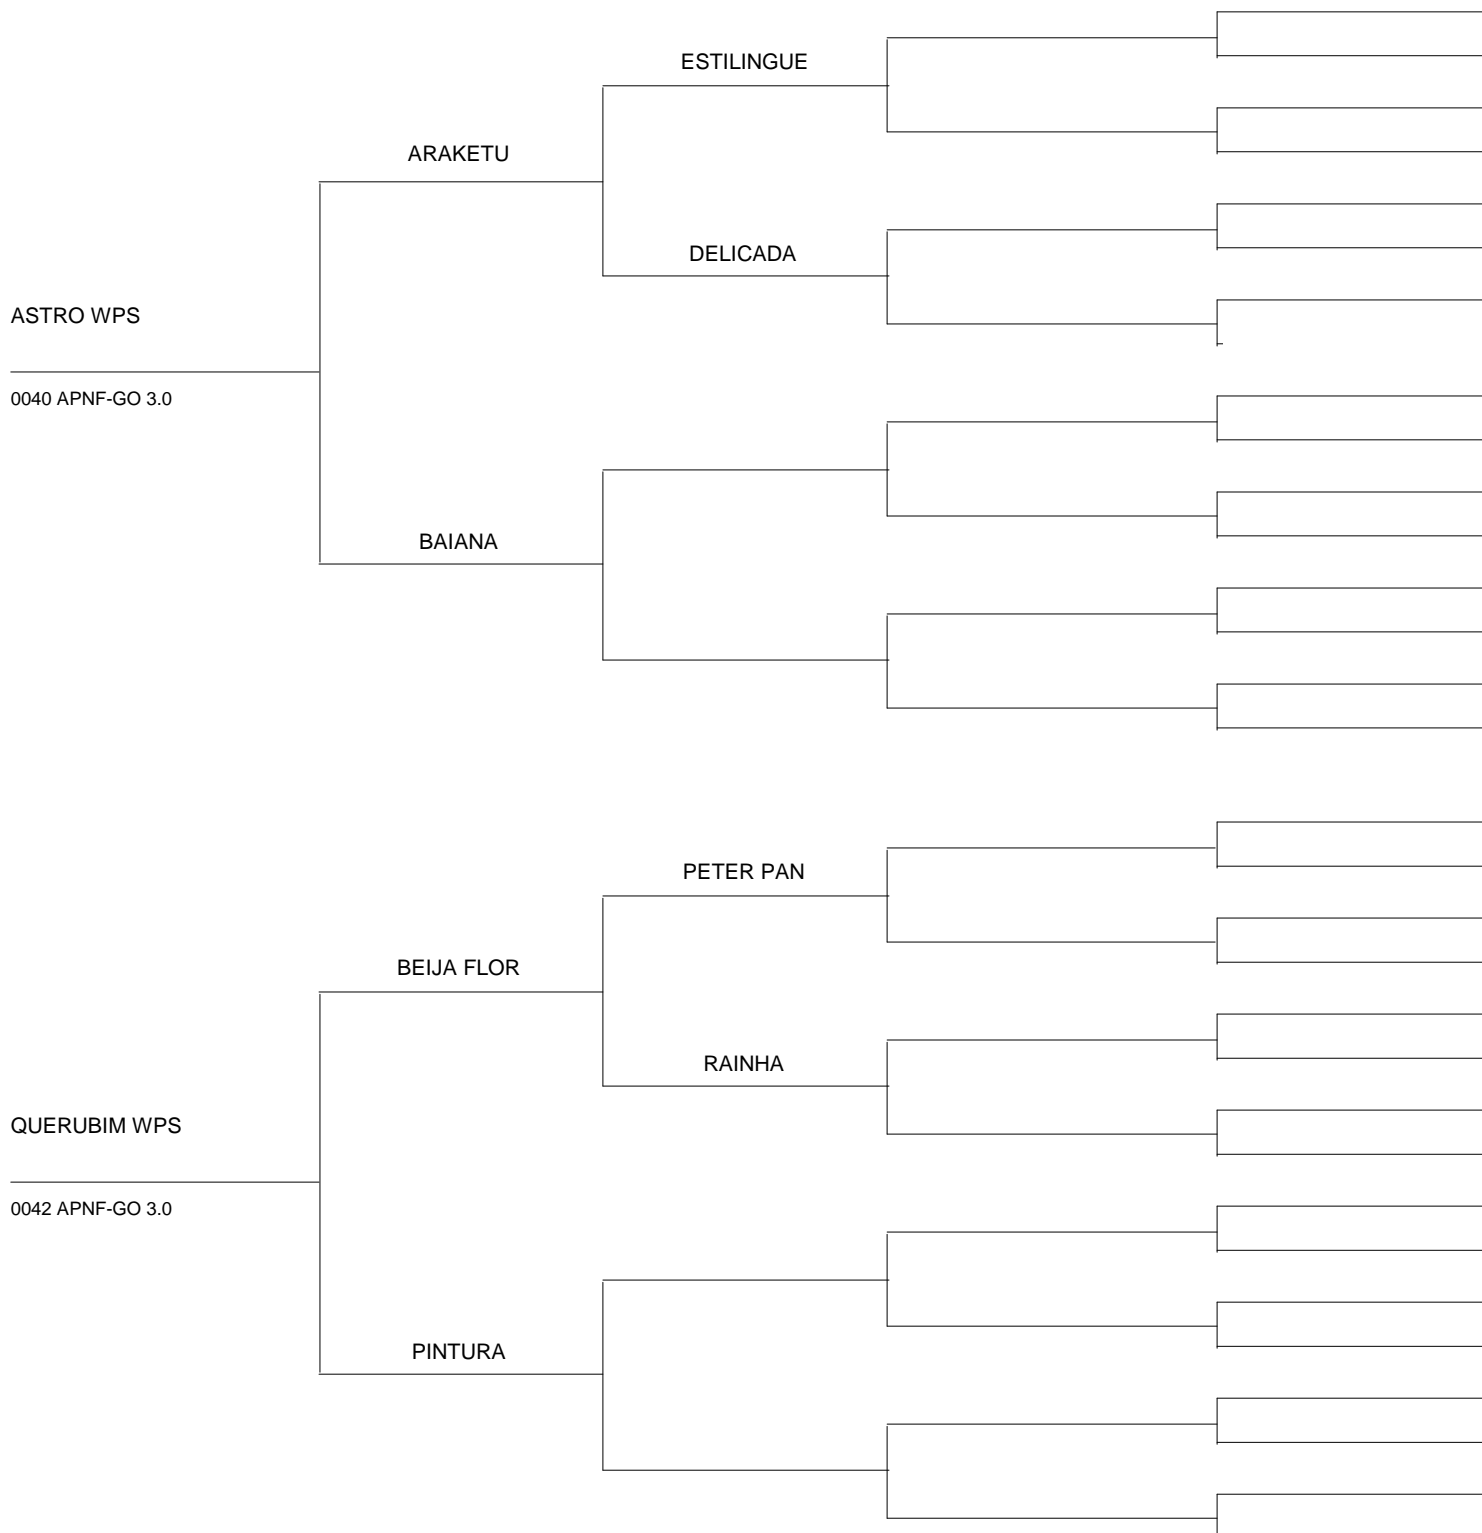 ESTILINGUE
ARAKETU
DELICADA
ASTRO WPS
0040 APNF-GO 3.0
BAIANA
PETER PAN
BEIJA FLOR
RAINHA
QUERUBIM WPS
0042 APNF-GO 3.0
PINTURA